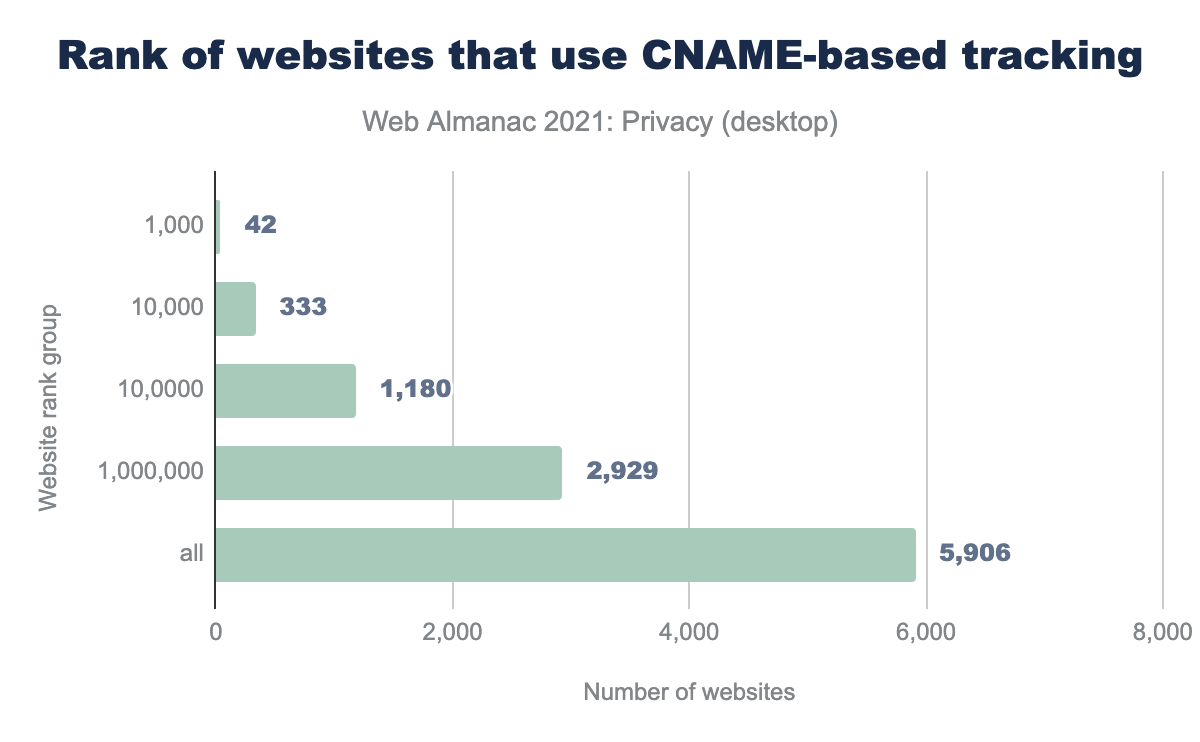 Rank of websites that use CNAME-based tracking
Web Almanac 2021: Privacy (desktop)
Website rank group
1,000
42
10,000
333
10,0000
1,180
1,000,000
2,929
all
5,906
0
2,000
4,000
6,000
8,000
Number of websites